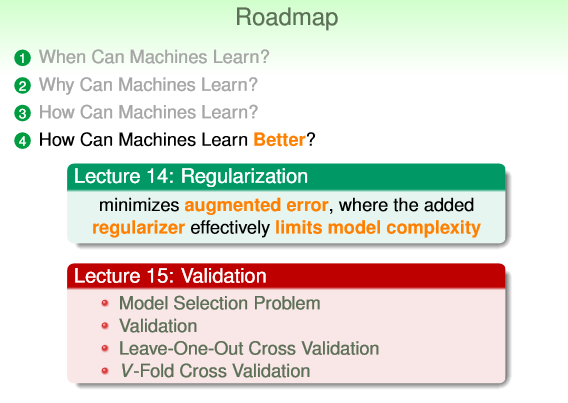 Roadmap
1 When Can Machines Learn?
2 Why Can Machines Learn?
3 How Can Machines Learn?
4 How Can Machines Learn Better?
Lecture 14: Regularization
minimizes augmented error, where the added
regularizer effectively limits model complexity
Lecture 15: Validation
Model Selection Problem
Validation
Leave-One-Out Cross Validation
V-Fold Cross Validation